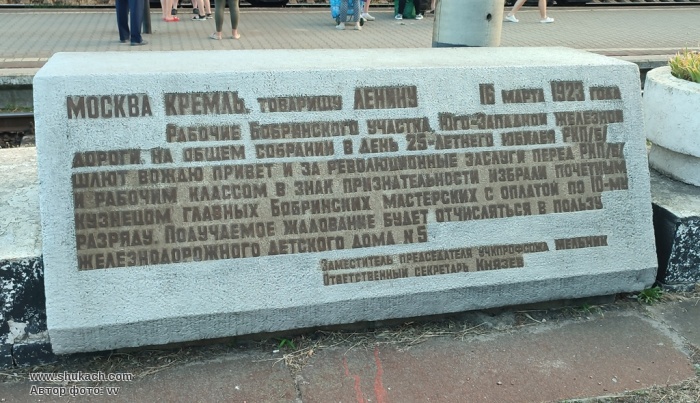 МОСКВА КРЕМЛЬ, ТОВАРИЩУ ЛЕНИНУ 16 МАРТА 1923 ГОДА
РАБОЧИЕ БОБРИНСКОГО УЧАСТКА, ЮГО-ЗАПАДНОЙ ЖЕЛЕЗНОЙ
ДОРОГИ, НА ОБЩЕМ СОБРАНИИ В ДЕНЬ 25-ЛЕТНЕГО ЮБИЛЕЯ РКП/Б/
ШЛЮТ ВОЖДЮ ПРИВЕТ И ЗА РЕВОЛЮЦИОННЫЕ ЗАСЛУГИ ПЕРЕД РКП/Б/
И РАБОЧИМ КЛАССОМ В ЗНАК ПРИЗНАТЕЛЬНОСТИ ИЗБРАЛИ ПОЧЕТНЫМ
КУЗНЕЦОМ ГЛАВНЫХ БОБРИНСКИХ МАСТЕРСКИХ С ОПЛАТОЙ ПО 10-МУ
РАЗРЯДУ. ПОЛУЧАЕМОЕ ЖАЛОВАНИЕ БУДЕТ ОТЧИСЛЯТЬСЯ В ПОЛЬЗУ
ЖЕЛЕЗНОДОРОЖНОГО ДЕТСКОГО ДОМА №5
ЗАМЕСТИТЕЛЬ ПРЕДСЕДАТЕЛЯ УЧКПРОФСОЖА МЕЛЬНИК
ОТВЕТСТВЕННЫЙ СЕКРЕТАРЬ КНЯЗЕВ
www.shukach.com
Автор фото: vv